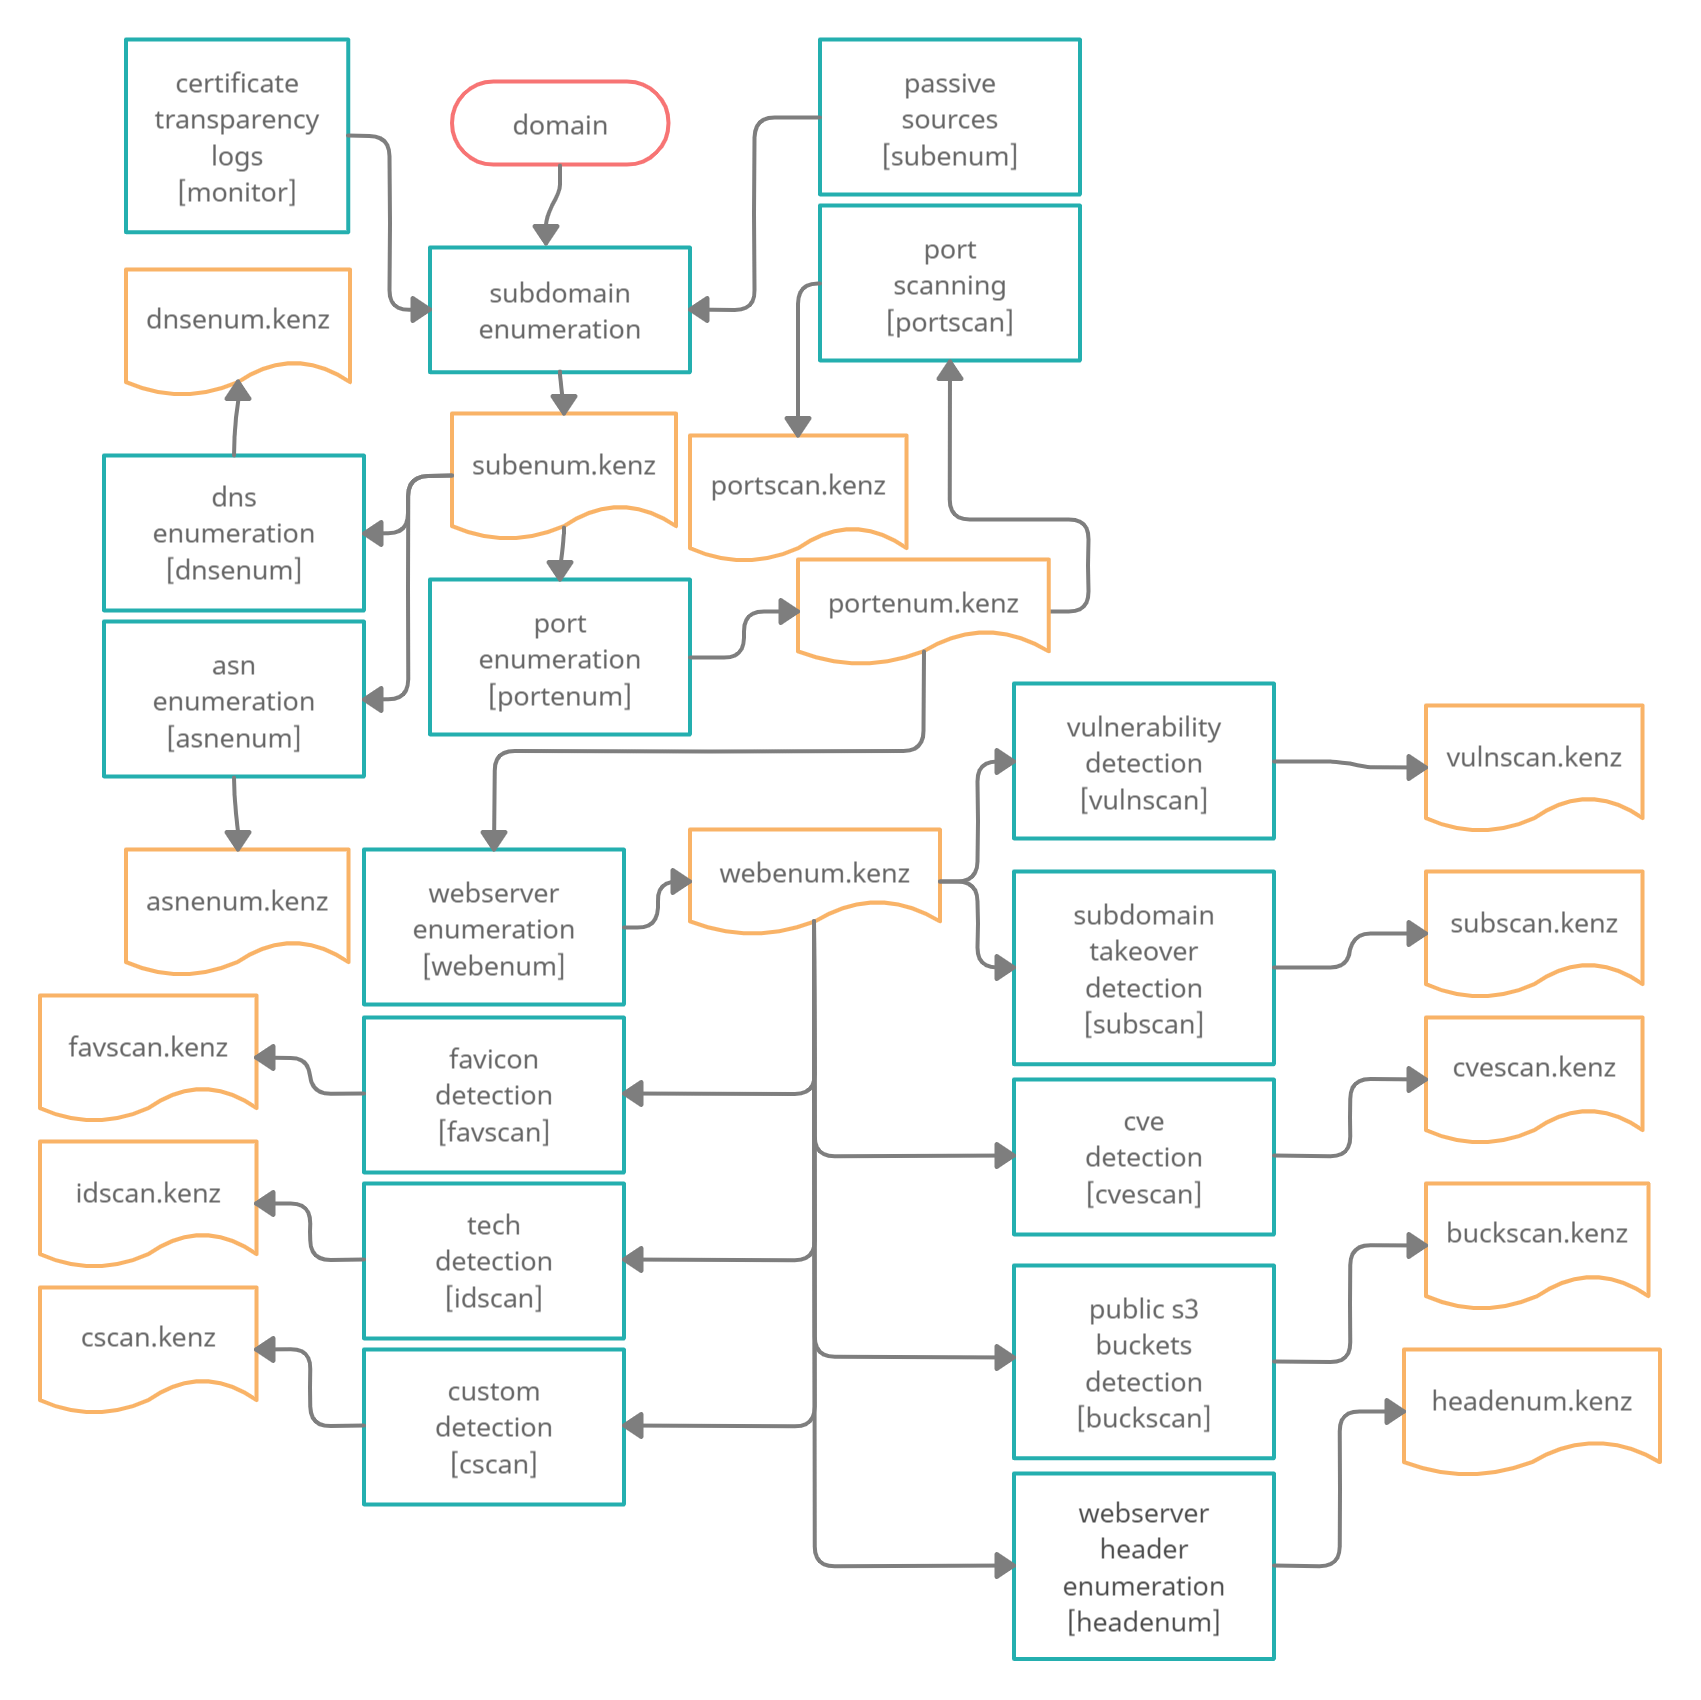 certificate
transparency
logs
[monitor]
domain
passive
sources
[subenum]
subdomain
enumeration
port
scanning
[portscan]
dnsenum.kenz
subenum.kenz
portscan.kenz
dns
enumeration
[dnsenum]
port
enumeration
[portenum]
portenum.kenz
asn
enumeration
[asnenum]
asnenum.kenz
webserver
enumeration
[webenum]
webenum.kenz
vulnerability
detection
[vulnscan]
vulnscan.kenz
subdomain
takeover
detection
[subscan]
subscan.kenz
favscan.kenz
favicon
detection
[favscan]
cve
detection
[cvescan]
cvescan.kenz
idscan.kenz
tech
detection
[idscan]
public s3
buckets
detection
[buckscan]
buckscan.kenz
cscan.kenz
custom
detection
[cscan]
webserver
header
enumeration
[headenum]
headenum.kenz